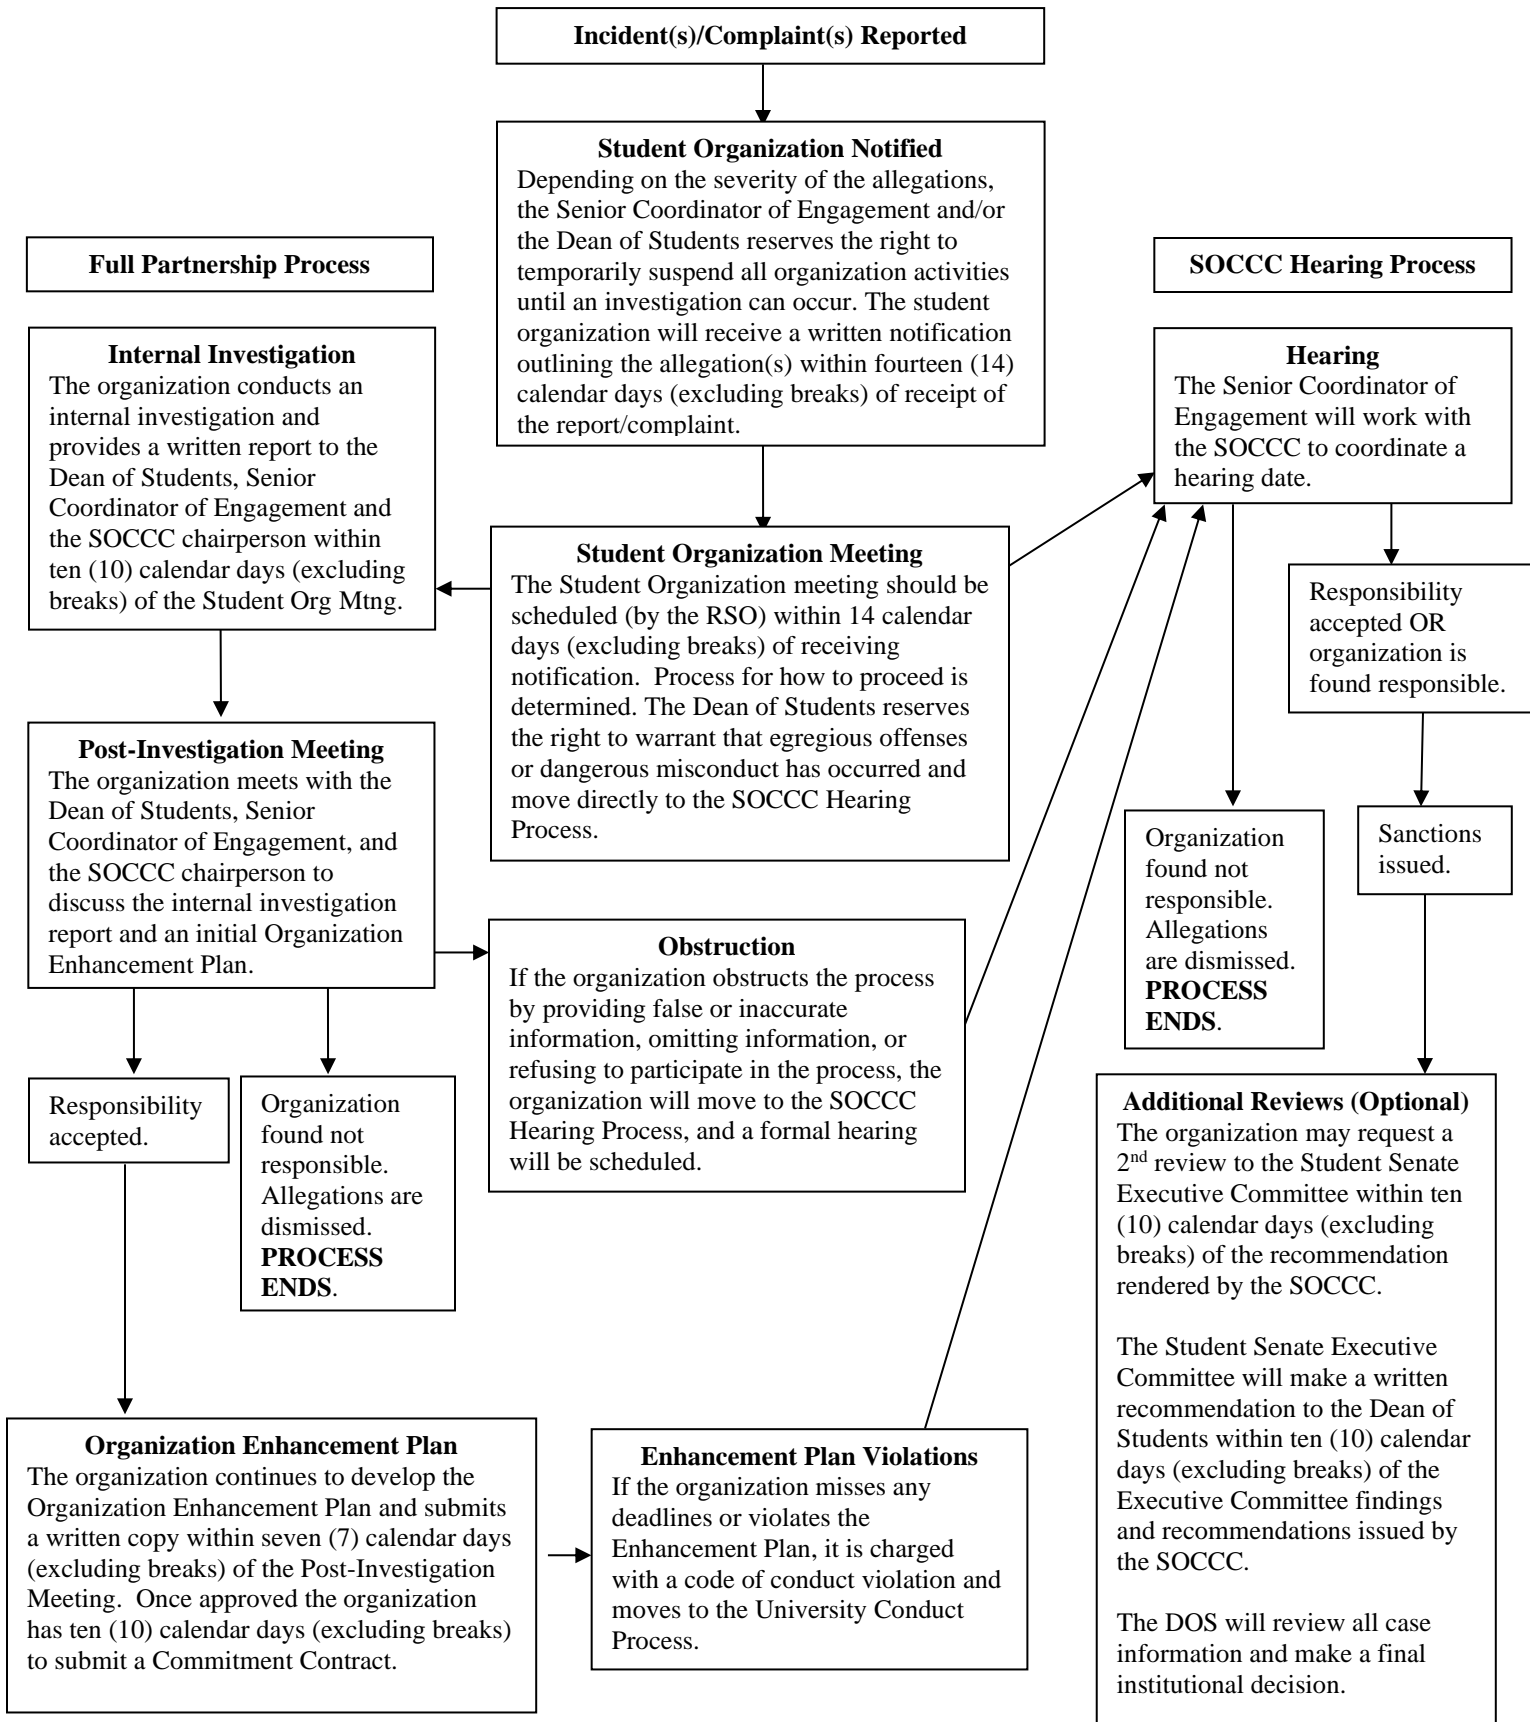 Incident(s)/Complaint(s) Reported
Student Organization Notified
Depending on the severity of the allegations,
the Senior Coordinator of Engagement and/or
the Dean of Students reserves the right to
temporarily suspend all organization activities
until an investigation can occur. The student
organization will receive a written notification
outlining the allegation(s) within fourteen (14)
calendar days (excluding breaks) of receipt of
the report/complaint.
Full Partnership Process
SOCCC Hearing Process
Internal Investigation
The organization conducts an
internal investigation and
provides a written report to the
Dean of Students, Senior
Coordinator of Engagement and
the SOCCC chairperson within
ten (10) calendar days (excluding
breaks) of the Student Org Mtng.
Hearing
The Senior Coordinator of
Engagement will work with
the SOCCC to coordinate a
hearing date.
Student Organization Meeting
The Student Organization meeting should be
scheduled (by the RSO) within 14 calendar
days (excluding breaks) of receiving
notification.  Process for how to proceed is
determined. The Dean of Students reserves
the right to warrant that egregious offenses
or dangerous misconduct has occurred and
move directly to the SOCCC Hearing
Process.
Responsibility
accepted OR
organization is
found responsible.
Post-Investigation Meeting
The organization meets with the
Dean of Students, Senior
Coordinator of Engagement, and
the SOCCC chairperson to
discuss the internal investigation
report and an initial Organization
Enhancement Plan.
Organization
found not
responsible.
Allegations
are dismissed.
PROCESS
ENDS.
Sanctions
issued.
Obstruction
If the organization obstructs the process
by providing false or inaccurate
information, omitting information, or
refusing to participate in the process, the
organization will move to the SOCCC
Hearing Process, and a formal hearing
will be scheduled.
Responsibility
accepted.
Organization
found not
responsible.
Allegations are
dismissed.
PROCESS
ENDS.
Additional Reviews (Optional)
The organization may request a
2nd review to the Student Senate
Executive Committee within ten
(10) calendar days (excluding
breaks) of the recommendation
rendered by the SOCCC.
The Student Senate Executive
Committee will make a written
recommendation to the Dean of
Students within ten (10) calendar
days (excluding breaks) of the
Executive Committee findings
and recommendations issued by
the SOCCC.
The DOS will review all case
information and make a final
institutional decision.
Organization Enhancement Plan
The organization continues to develop the
Organization Enhancement Plan and submits
a written copy within seven (7) calendar days
(excluding breaks) of the Post-Investigation
Meeting.  Once approved the organization
has ten (10) calendar days (excluding breaks)
to submit a Commitment Contract.
Enhancement Plan Violations
If the organization misses any
deadlines or violates the
Enhancement Plan, it is charged
with a code of conduct violation and
moves to the University Conduct
Process.